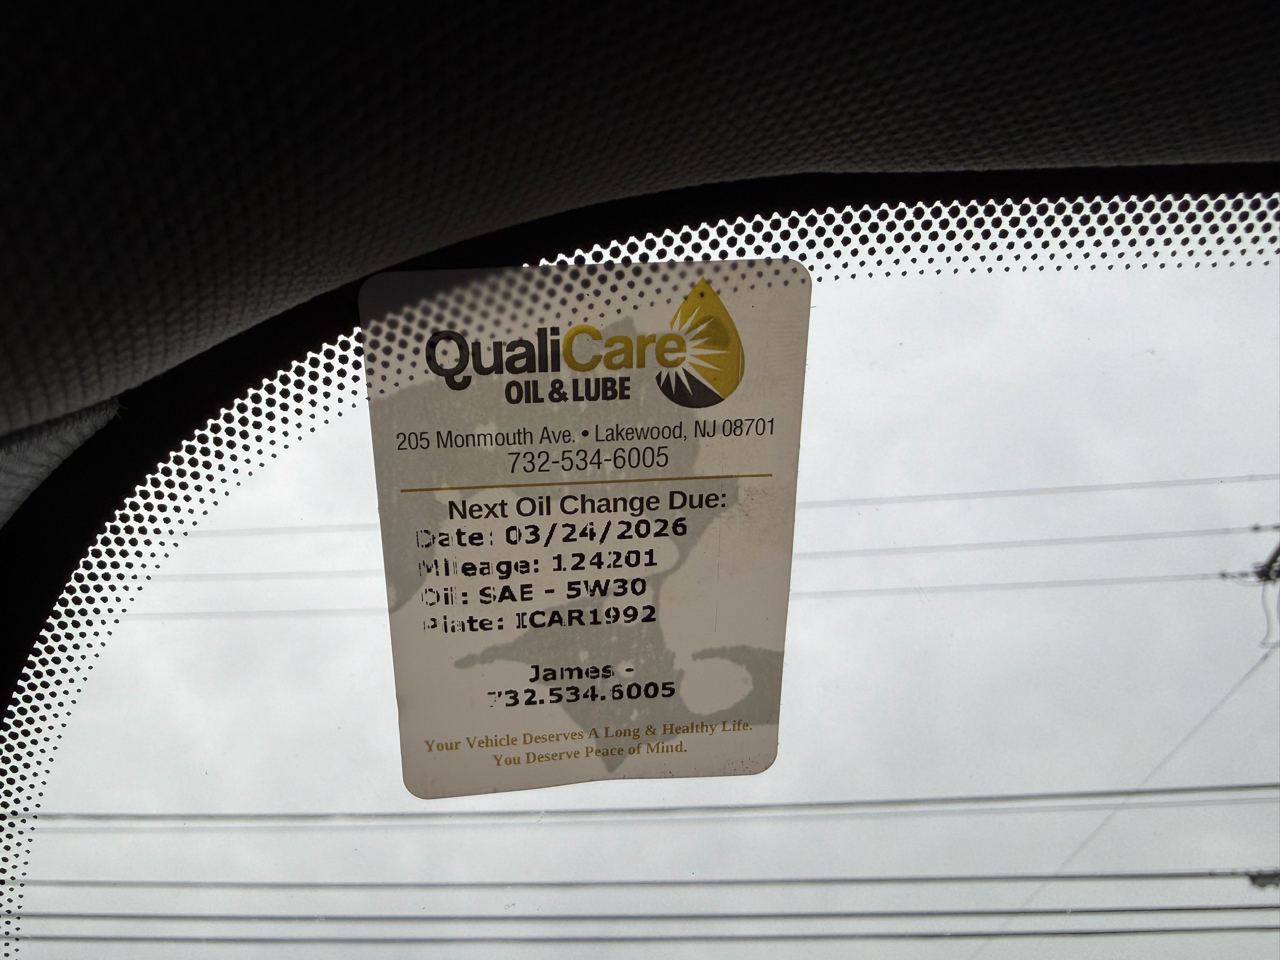 QualiCare
OIL & LUBE
205 Monmouth Ave. • Lakewood, NJ 08701
732-534-6005
Next Oil Change Due:
Date: 03/24/2026
Mileage: 124201
Oil: SAE - 5W30
Plate: ICAR1992
James -
732.534.6005
Your Vehicle Deserves A Long & Healthy Life.
You Deserve Peace of Mind.